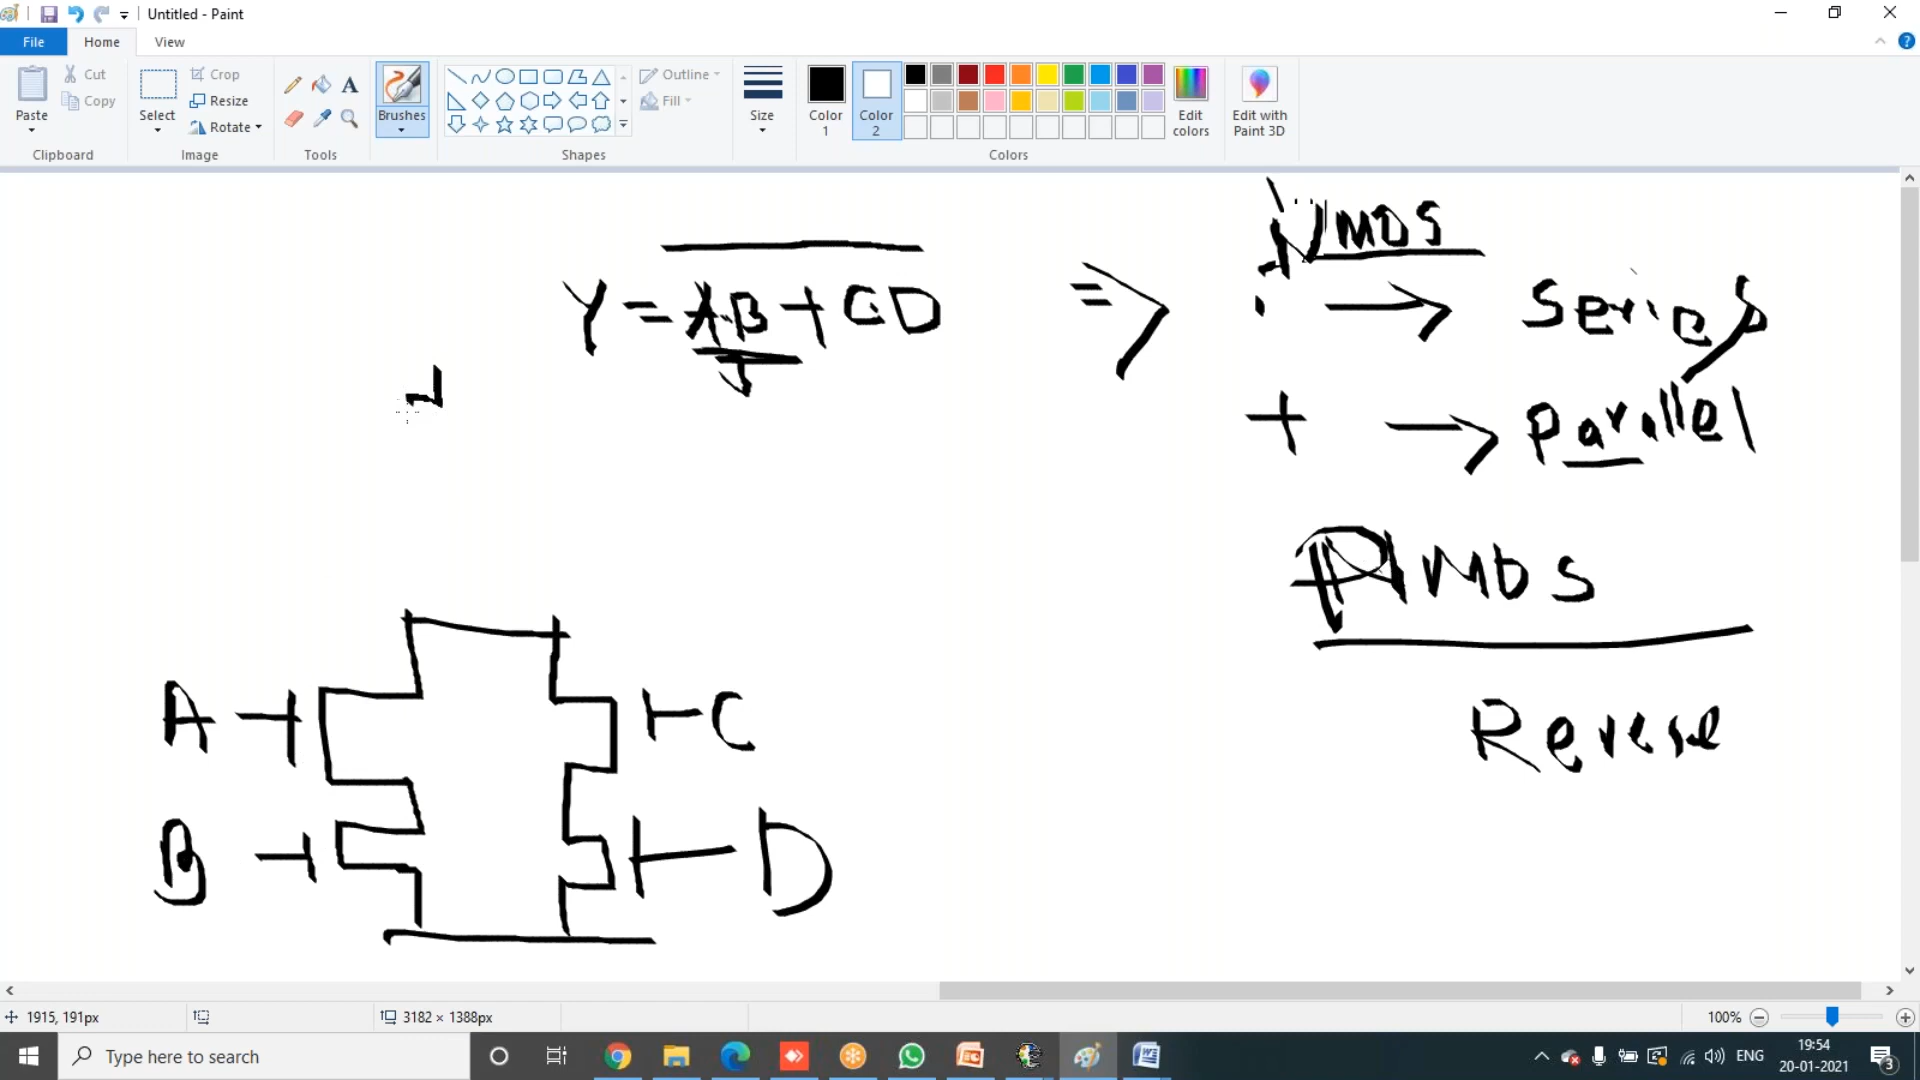 Untitled - Paint
File Home View
Cut
Copy
Paste
Clipboard
Crop
Resize
Rotate
Select
Image
Tools
Brushes
Shapes
Outline
Fill
Size
Color 1
Color 2
Edit colors
Edit with Paint 3D
Colors
NMOS
Y = A.B + C.D => . → Series
+ → Parallel
PMOS
Reverse
A C
B D
1915, 191px
3182 × 1388px
100%
Type here to search
ENG
19:54
20-01-2021
3